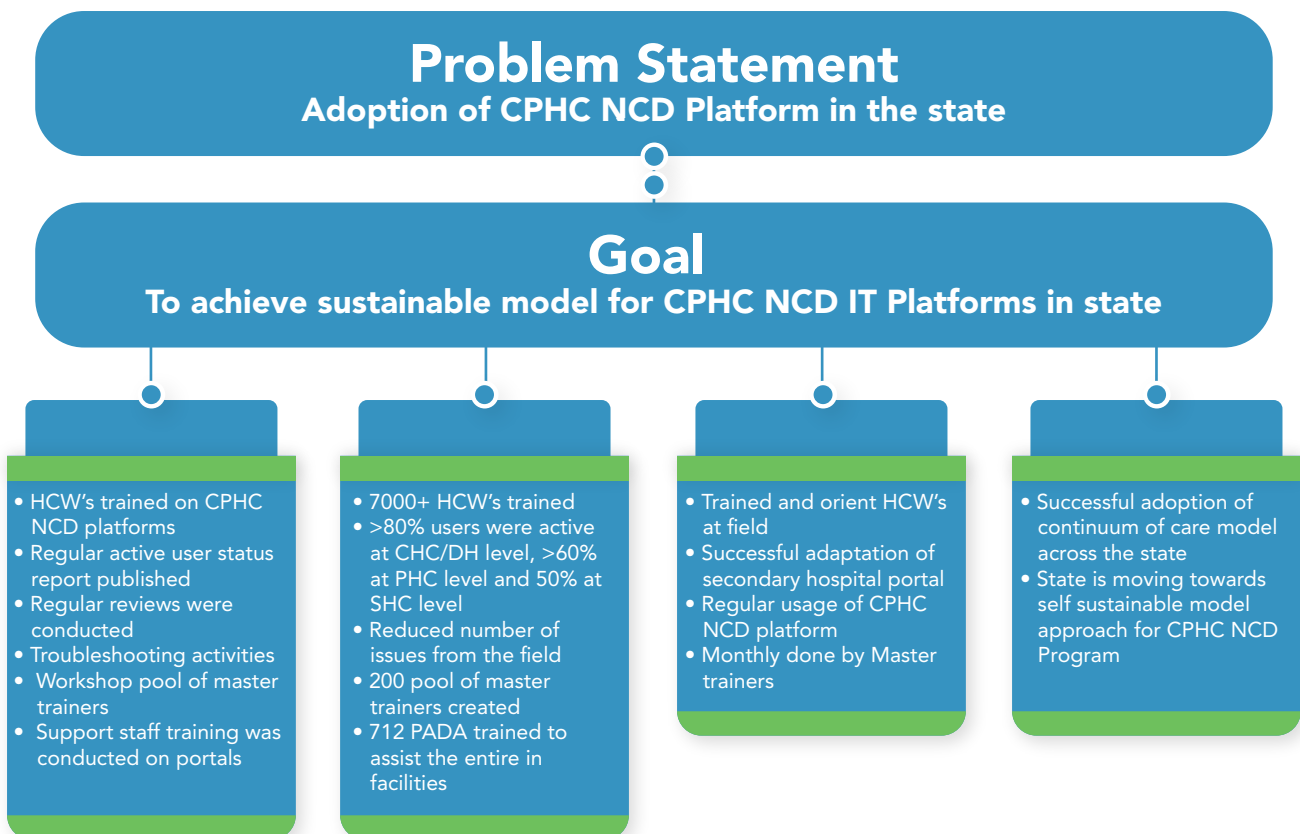 Problem Statement
Adoption of CPHC NCD Platform in the state
Goal
To achieve sustainable model for CPHC NCD IT Platforms in state
• HCW's trained on CPHC
NCD platforms
• Regular active user status
report published
• Regular reviews were
conducted
• Troubleshooting activities
• Workshop pool of master
trainers
• Support staff training was
conducted on portals
• 7000+ HCW's trained
• >80% users were active
at CHC/DH level, >60%
at PHC level and 50% at
SHC level
• Reduced number of
issues from the field
• 200 pool of master
trainers created
• 712 PADA trained to
assist the entire in
facilities
• Trained and orient HCW's
at field
• Successful adaptation of
secondary hospital portal
• Regular usage of CPHC
NCD platform
• Monthly done by Master
trainers
• Successful adoption of
continuum of care model
across the state
• State is moving towards
self sustainable model
approach for CPHC NCD
Program